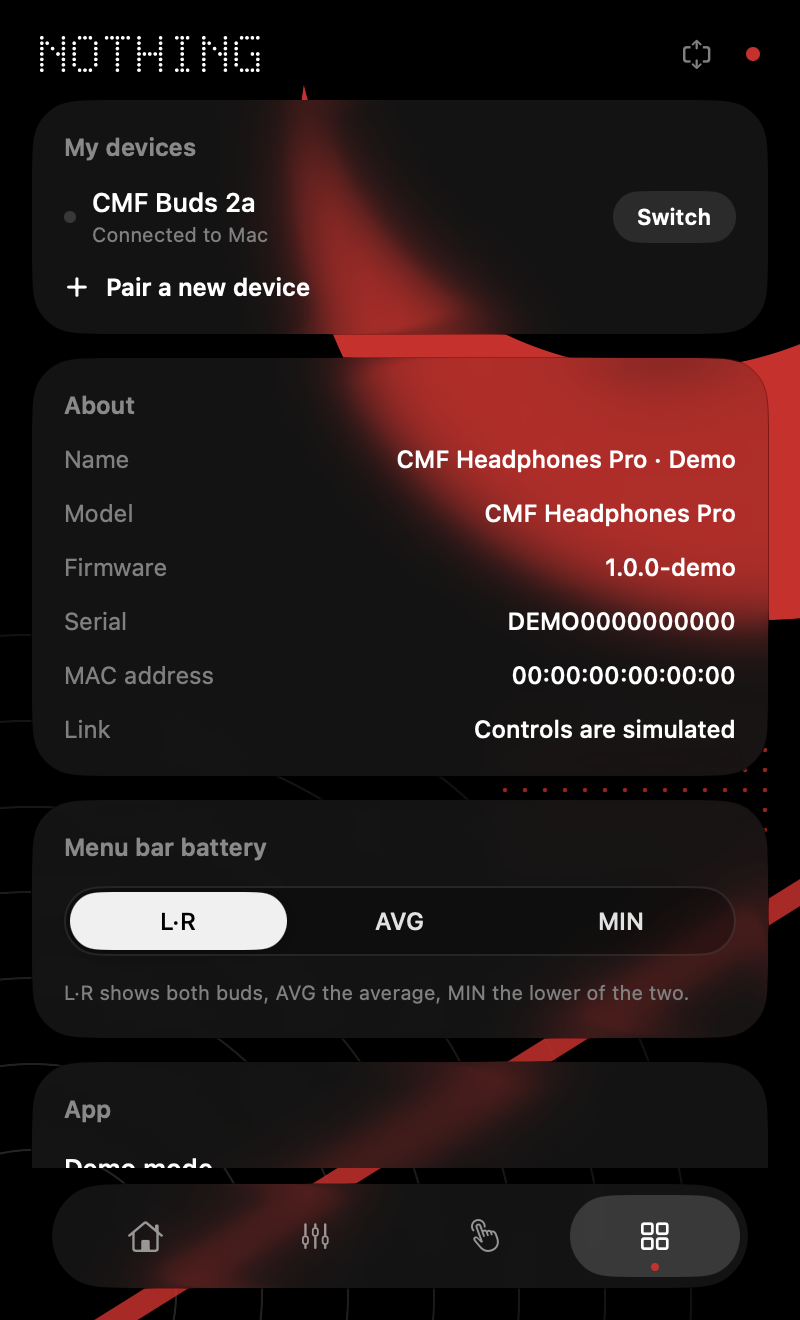 NOTHING
My devices
CMF Buds 2a
Connected to Mac
Switch
Pair a new device
About
Name CMF Headphones Pro · Demo
Model CMF Headphones Pro
Firmware 1.0.0-demo
Serial DEMO0000000000
MAC address 00:00:00:00:00:00
Link Controls are simulated
Menu bar battery
L·R AVG MIN
L·R shows both buds, AVG the average, MIN the lower of the two.
App
Demo mode